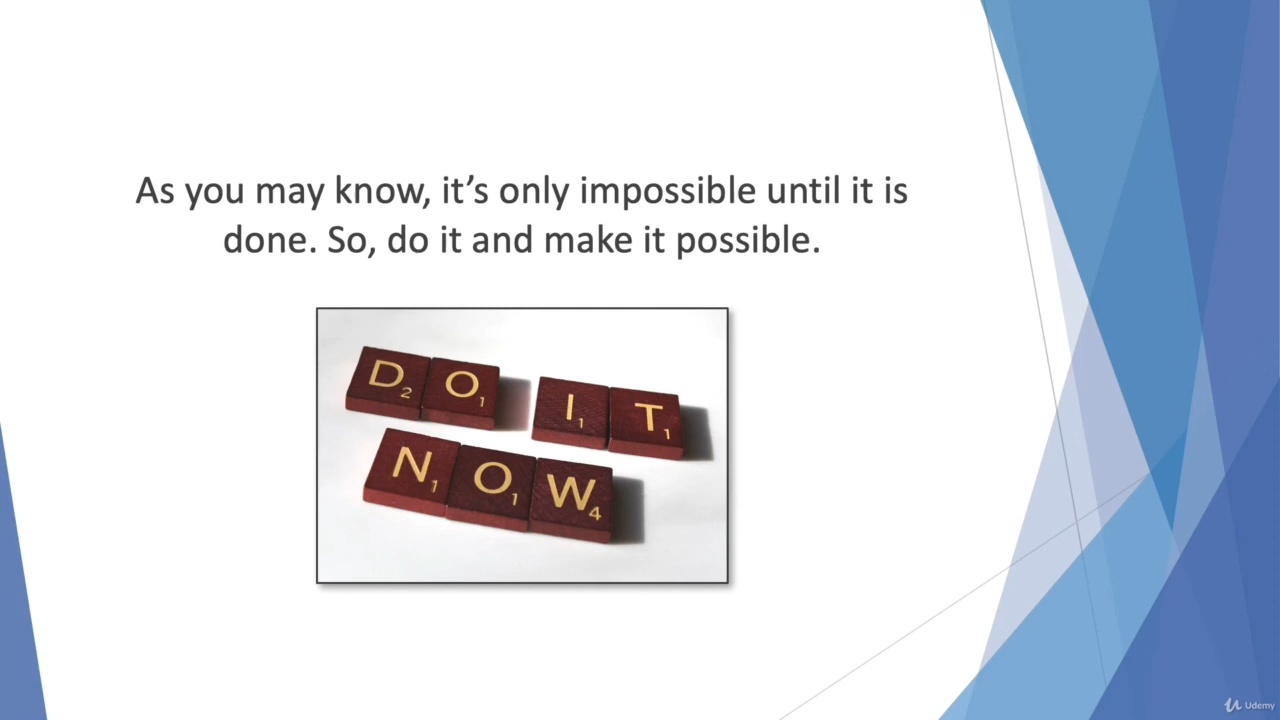 As you may know, it’s only impossible until it is
done. So, do it and make it possible.
D2 O1 I1 T1
N1 O1 W4
Udemy